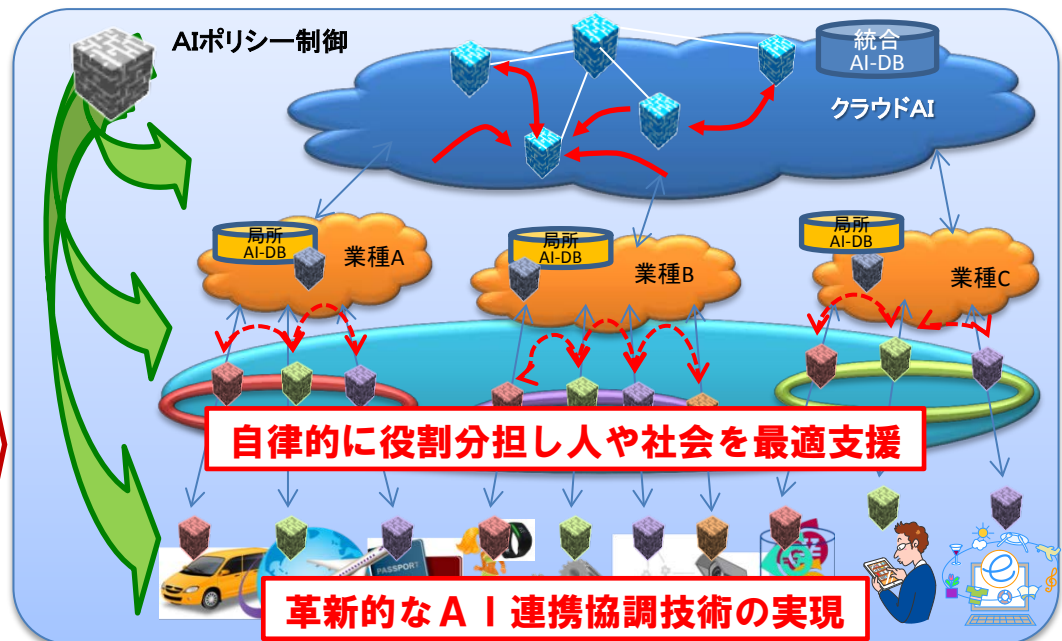 AIポリシー制御
統合
AI-DB
クラウドAI
局所
AI-DB
業種A
局所
AI-DB
業種B
局所
AI-DB
業種C
自律的に役割分担し人や社会を最適支援
PASSPORT
e
革新的なＡＩ連携協調技術の実現